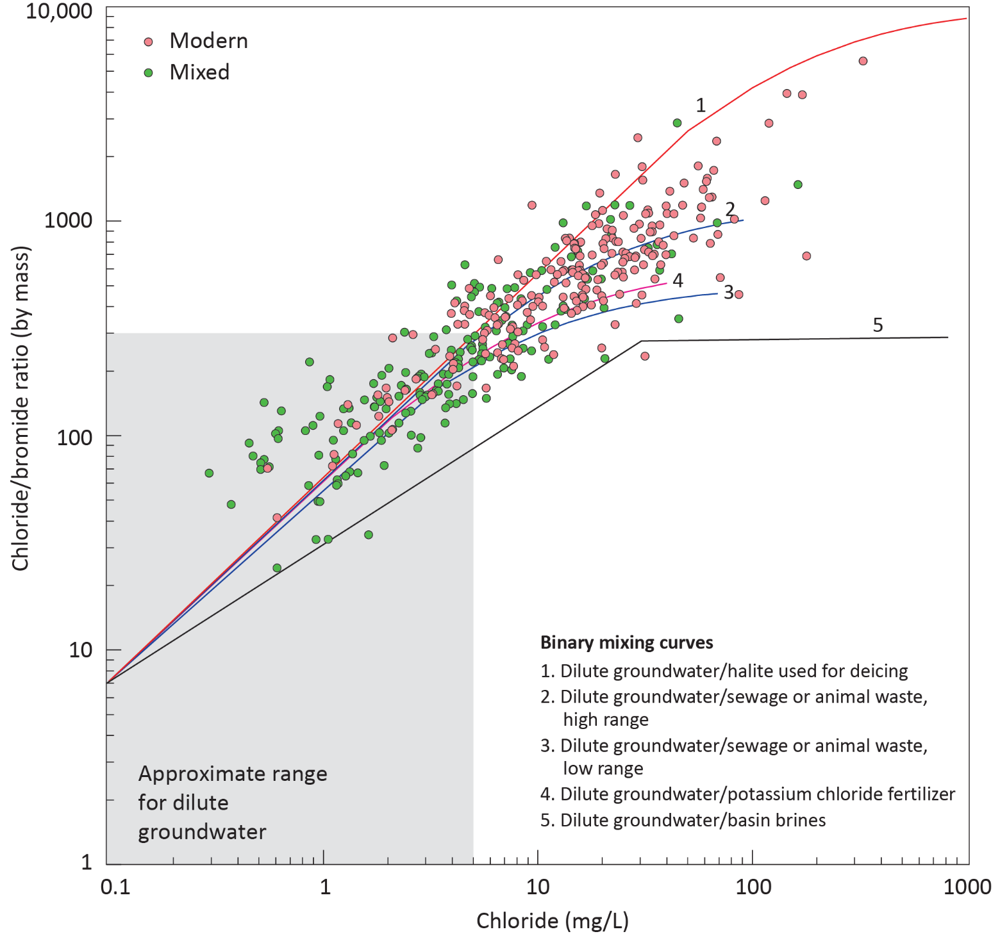 10,000
1000
100
10
1
Chloride/bromide ratio (by mass)
Modern
Mixed
1
2
4
3
5
Approximate range
for dilute
groundwater
Binary mixing curves
1. Dilute groundwater/halite used for deicing
2. Dilute groundwater/sewage or animal waste,
high range
3. Dilute groundwater/sewage or animal waste,
low range
4. Dilute groundwater/potassium chloride fertilizer
5. Dilute groundwater/basin brines
0.1
1
10
100
1000
Chloride (mg/L)